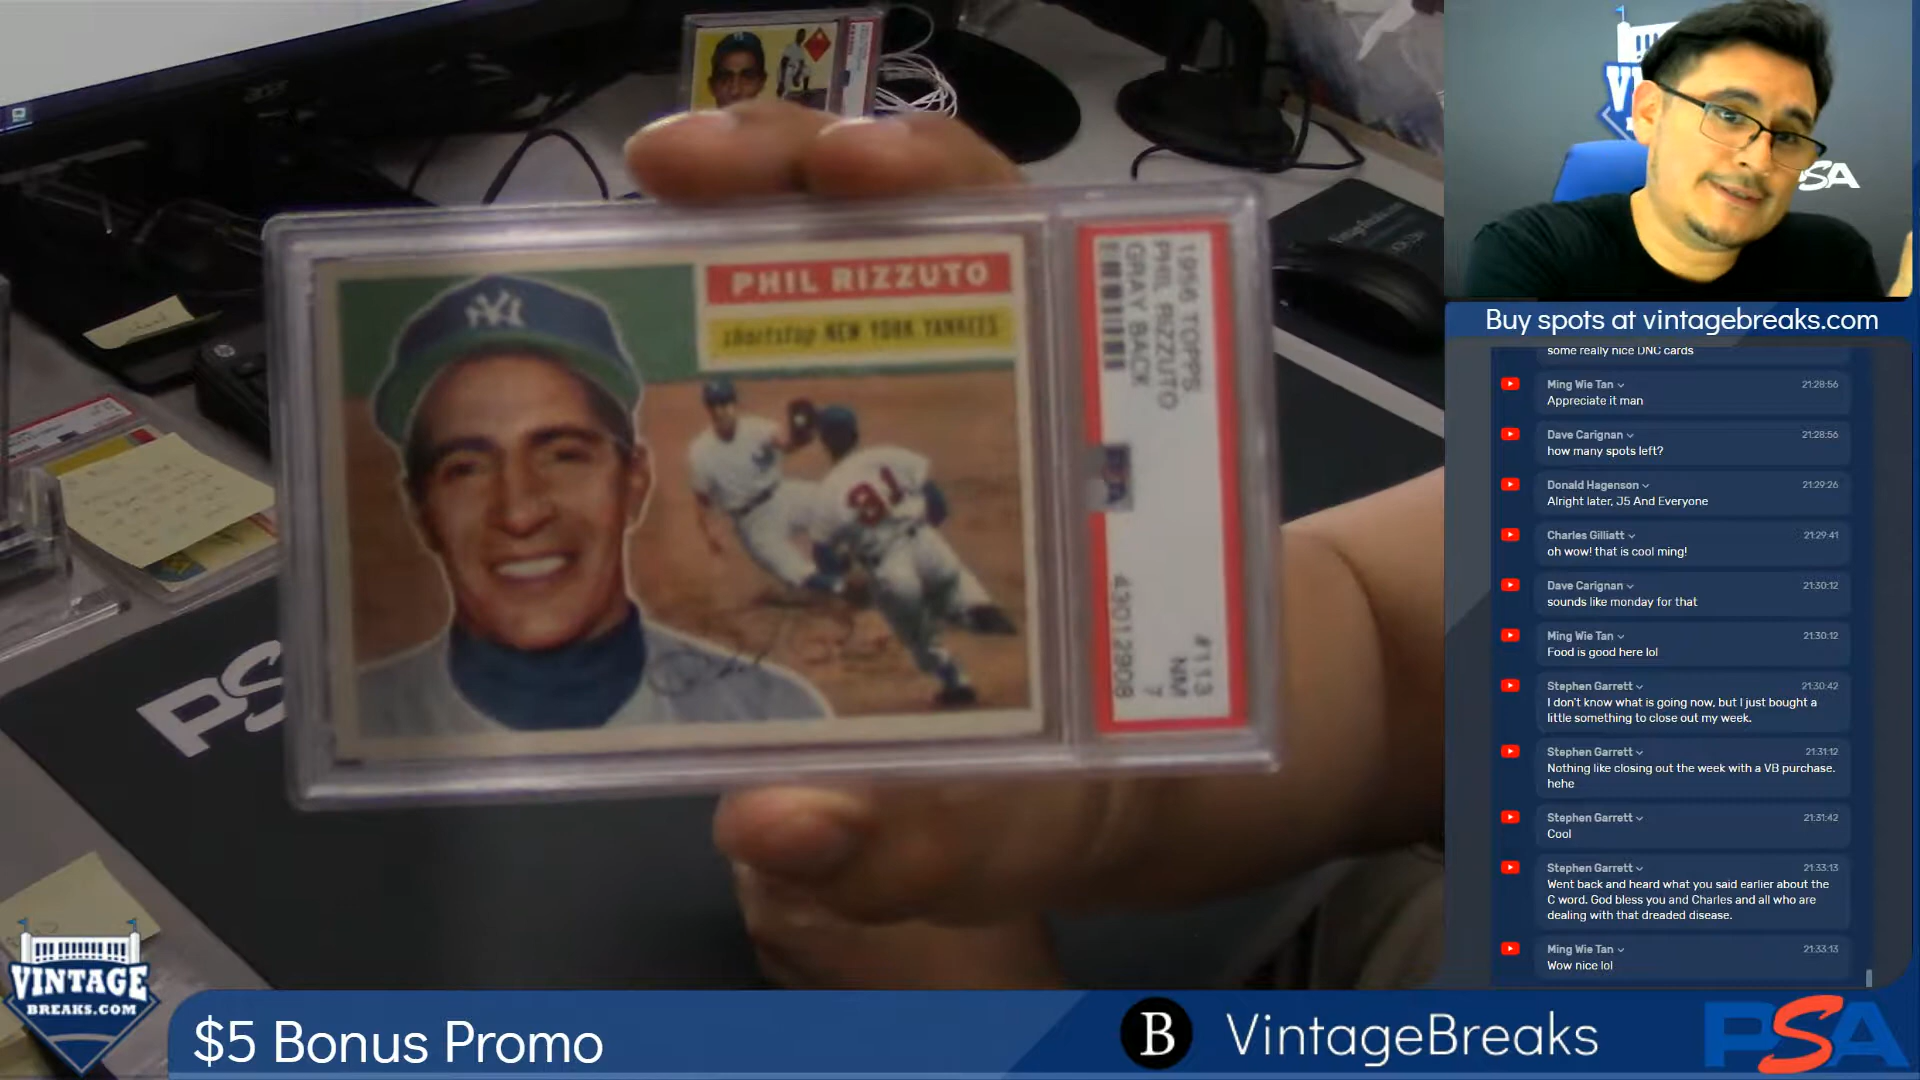 PHIL RIZZUTO
shortstop NEW YORK YANKEES
NY
81
1956 TOPPS
PHIL RIZZUTO
GRAY BACK
#113
NM
7
PSA
43012908
PS
acer
VINTAGE
BREAKS.COM
$5 Bonus Promo
B VintageBreaks
PSA
SA
Buy spots at vintagebreaks.com
some really nice DNC cards
Ming Wie Tan 21:28:56
Appreciate it man
Dave Carignan 21:28:56
how many spots left?
Donald Hagenson 21:29:26
Alright later, J5 And Everyone
Charles Gilliatt 21:29:41
oh wow! that is cool ming!
Dave Carignan 21:30:12
sounds like monday for that
Ming Wie Tan 21:30:12
Food is good here lol
Stephen Garrett 21:30:42
I don't know what is going now, but I just bought a
little something to close out my week.
Stephen Garrett 21:31:12
Nothing like closing out the week with a VB purchase.
hehe
Stephen Garrett 21:31:42
Cool
Stephen Garrett 21:33:13
Went back and heard what you said earlier about the
C word. God bless you and Charles and all who are
dealing with that dreaded disease.
Ming Wie Tan 21:33:13
Wow nice lol